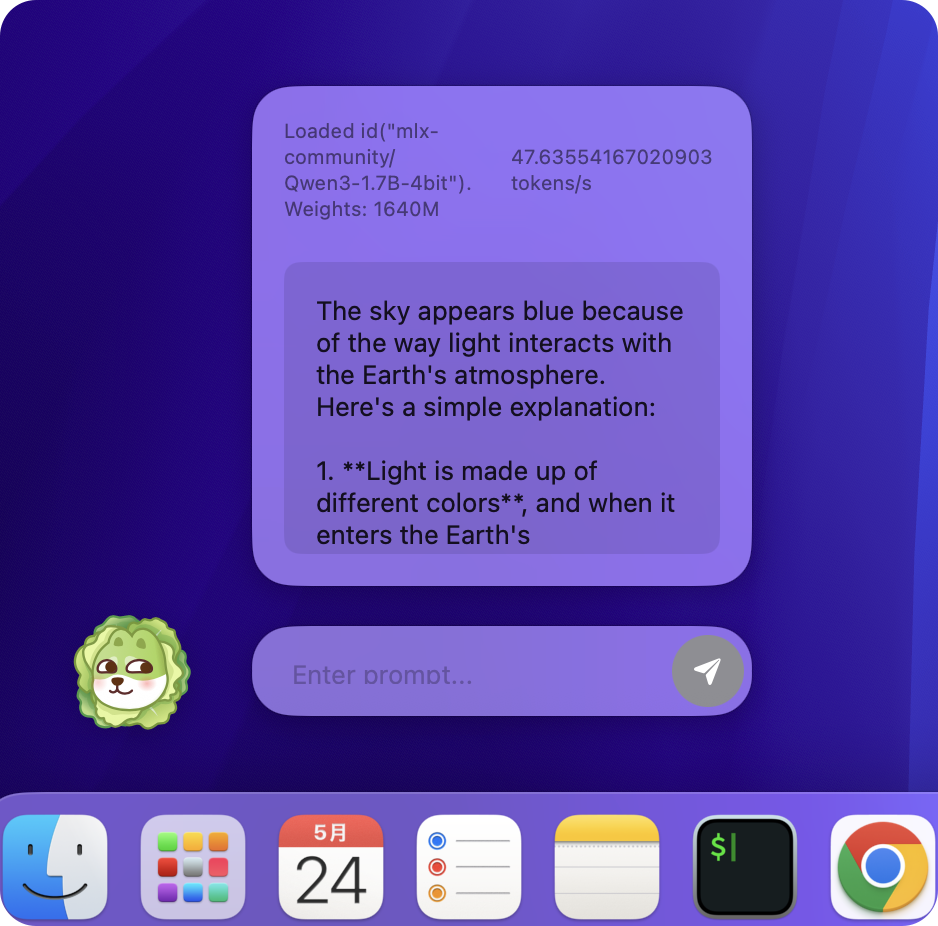 Loaded id("mlx-
community/
Qwen3-1.7B-4bit").
Weights: 1640M
47.63554167020903
tokens/s
The sky appears blue because
of the way light interacts with
the Earth's atmosphere.
Here's a simple explanation:
1. **Light is made up of
different colors**, and when it
enters the Earth's
Enter prompt...
5月
24
$